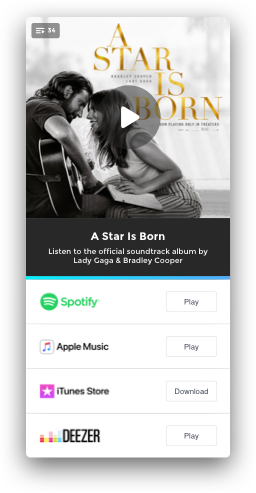 34
A
STAR
BRADLEY COOPER
LADY GAGA
IS
BORN
NOW PLAYING ONLY IN THEATERS
A Star Is Born
Listen to the official soundtrack album by
Lady Gaga & Bradley Cooper
Spotify
Play
Apple Music
Play
iTunes Store
Download
DEEZER
Play